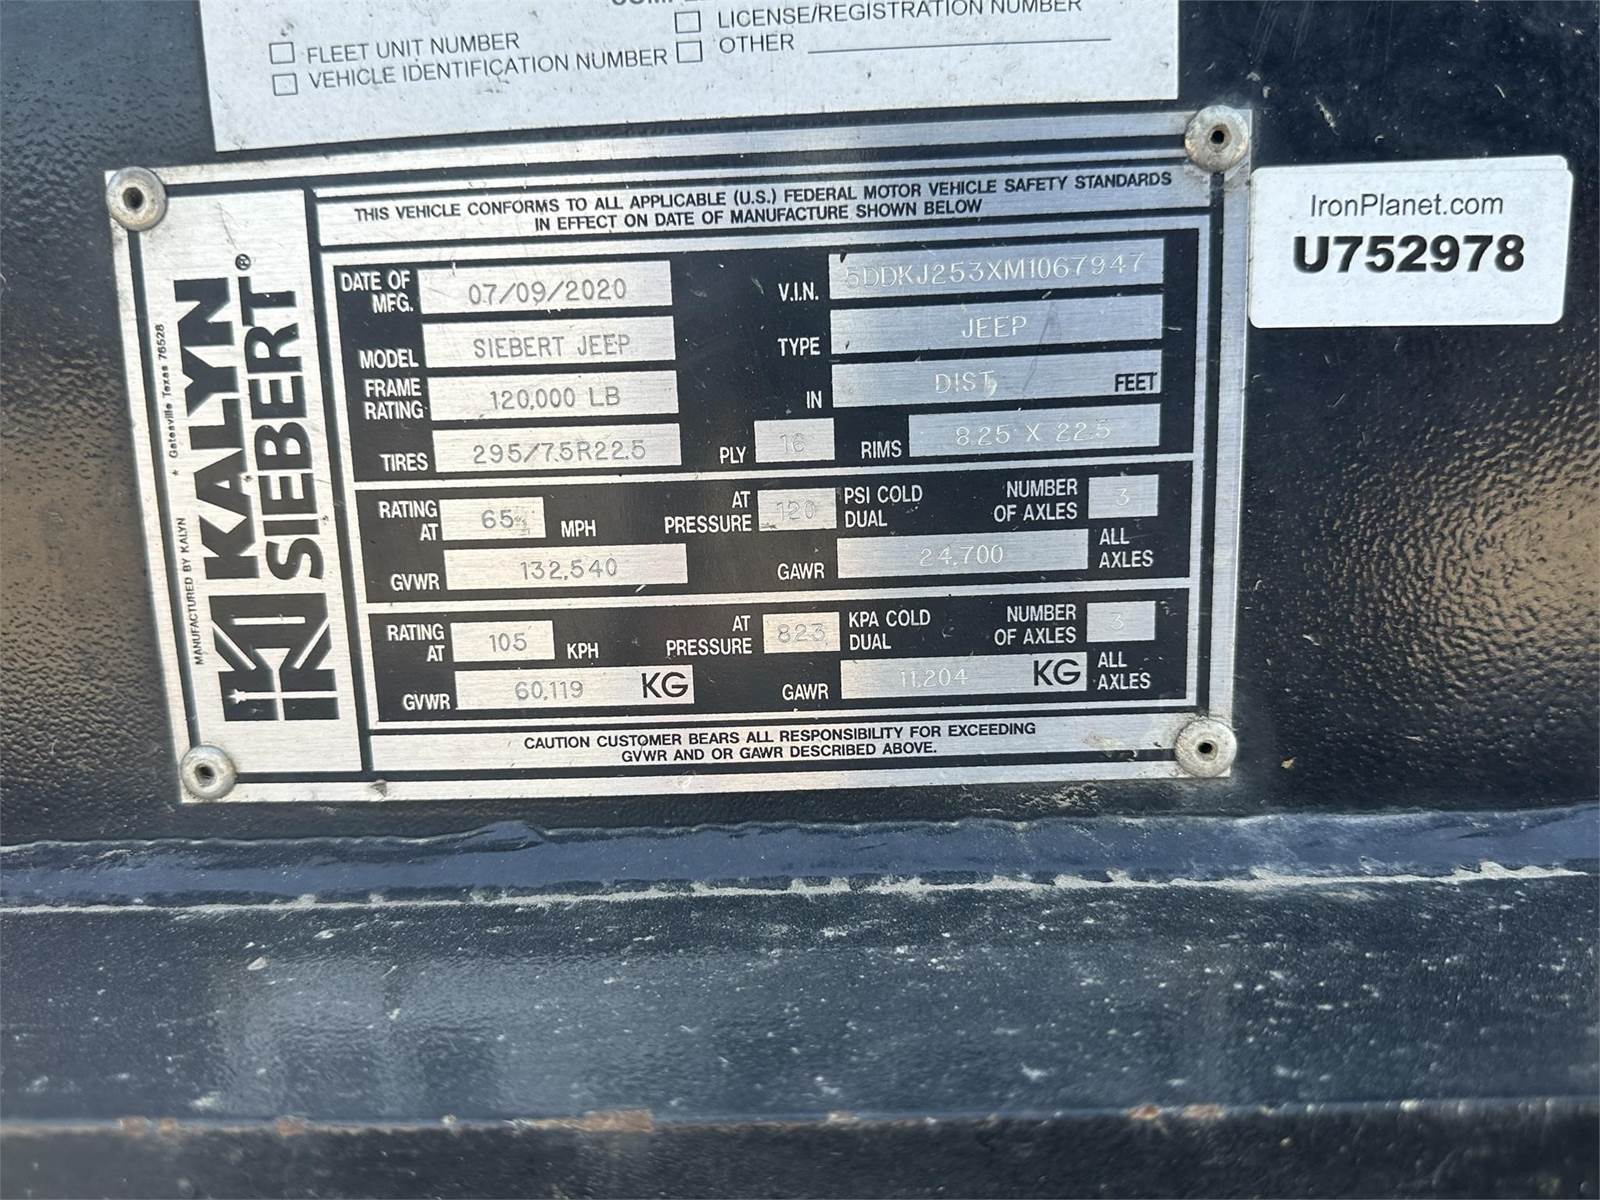 LICENSE/REGISTRATION NUMBER
FLEET UNIT NUMBER
OTHER
VEHICLE IDENTIFICATION NUMBER
THIS VEHICLE CONFORMS TO ALL APPLICABLE (U.S.) FEDERAL MOTOR VEHICLE SAFETY STANDARDS
IN EFFECT ON DATE OF MANUFACTURE SHOWN BELOW
IronPlanet.com
U752978
KALYN
SIEBERT®
MANUFACTURED BY KALYN * Gatesville Texas 76528
DATE OF MFG. 07/09/2020 V.I.N. 5DDKJ253XM1067947
MODEL SIEBERT JEEP TYPE JEEP
FRAME RATING 120,000 LB IN DIST, FEET
TIRES 295/75R22.5 PLY 16 RIMS 8.25 X 22.5
RATING AT 65 MPH AT PRESSURE 120 PSI COLD DUAL NUMBER OF AXLES 3
GVWR 132,540 GAWR 24,700 ALL AXLES
RATING AT 105 KPH AT PRESSURE 823 KPA COLD DUAL NUMBER OF AXLES 3
GVWR 60,119 KG GAWR 11,204 KG ALL AXLES
CAUTION CUSTOMER BEARS ALL RESPONSIBILITY FOR EXCEEDING
GVWR AND OR GAWR DESCRIBED ABOVE.